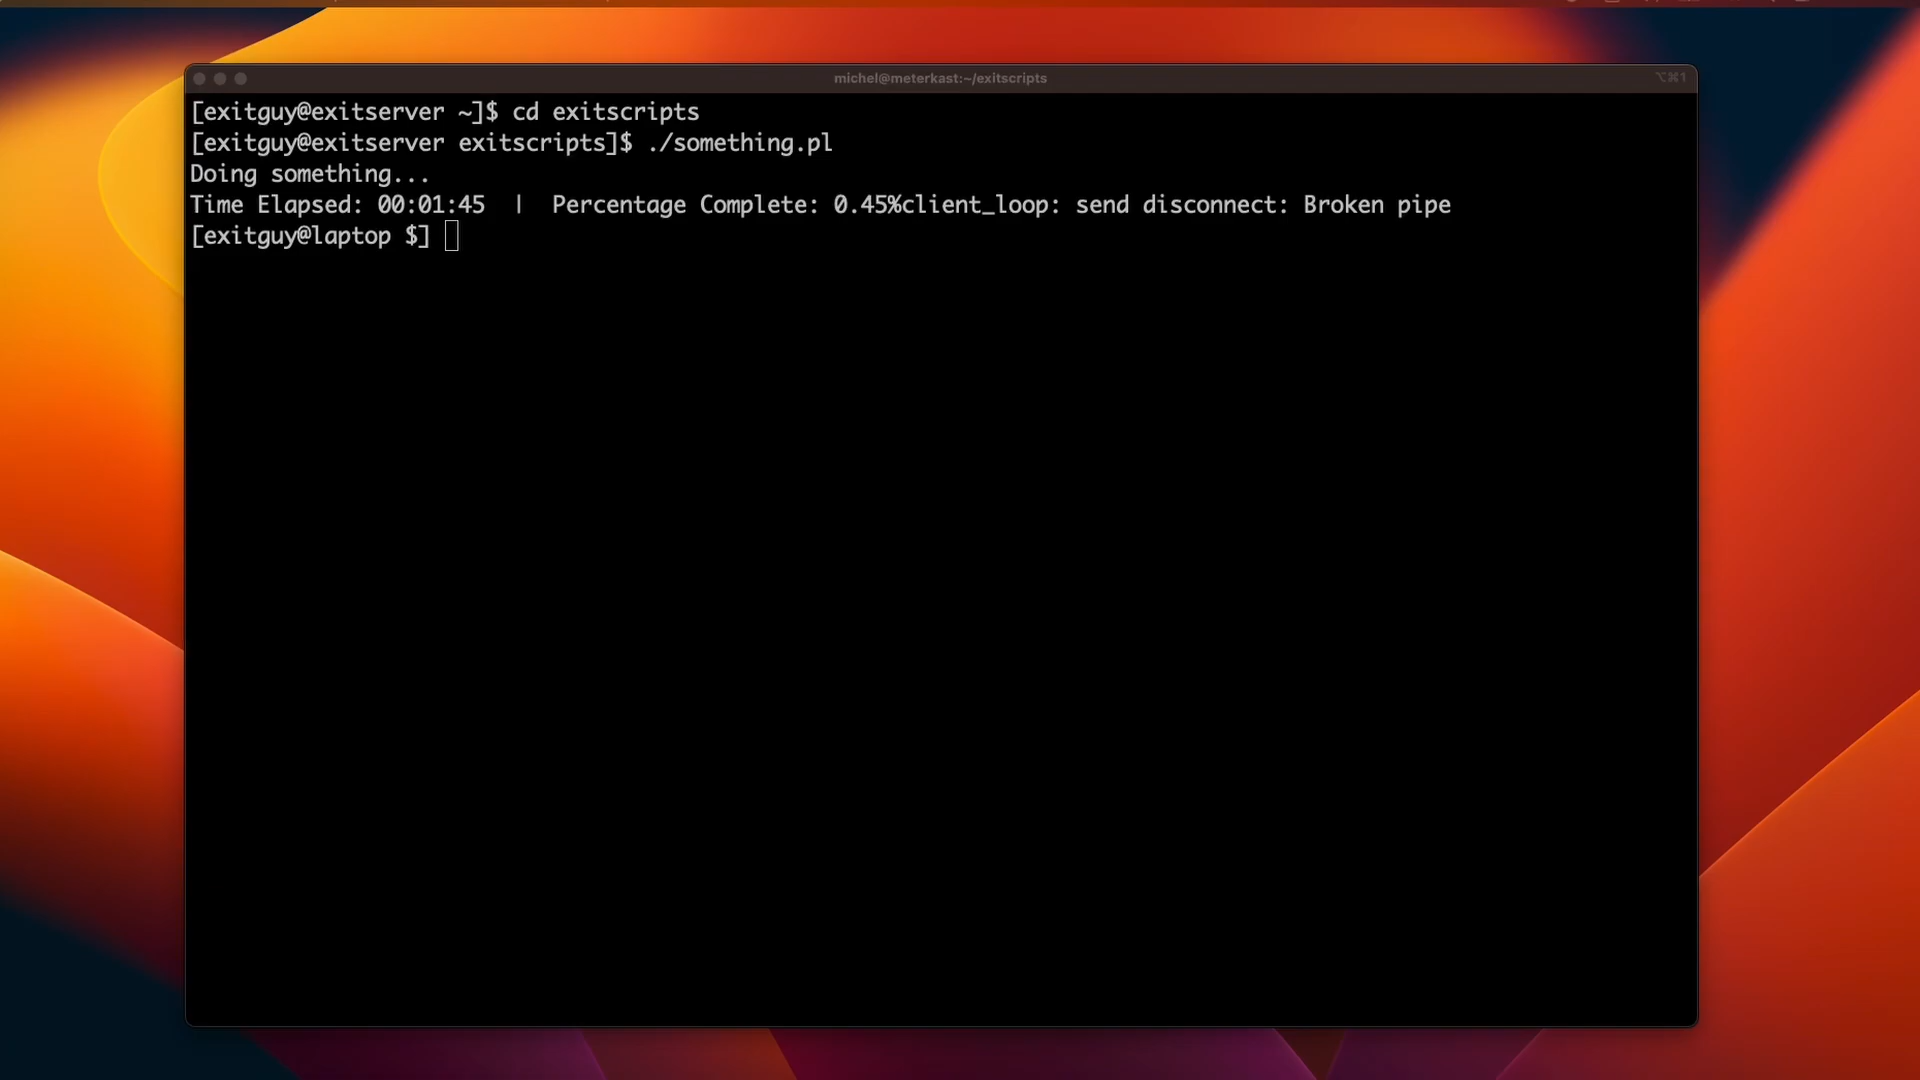 michel@meterkast:~/exitscripts
⌥⌘1
[exitguy@exitserver ~]$ cd exitscripts
[exitguy@exitserver exitscripts]$ ./something.pl
Doing something...
Time Elapsed: 00:01:45  |  Percentage Complete: 0.45%client_loop: send disconnect: Broken pipe
[exitguy@laptop $]